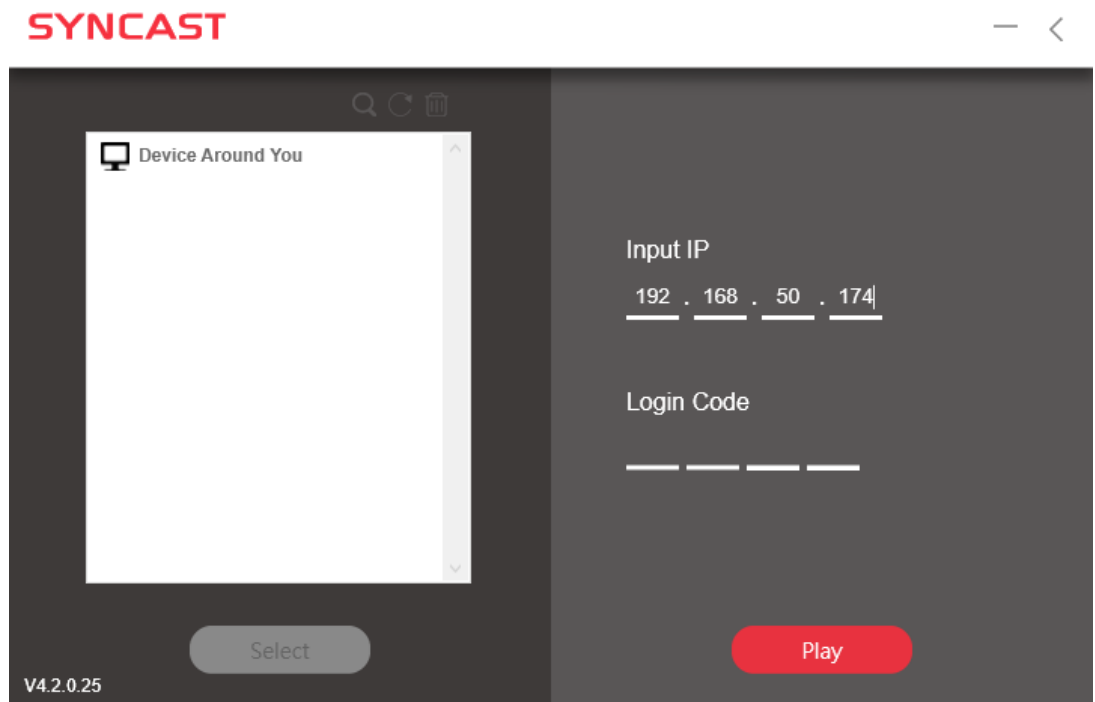 SYNCAST
Device Around You
Select
V4.2.0.25
Input IP
192 . 168 . 50 . 174
Login Code
Play